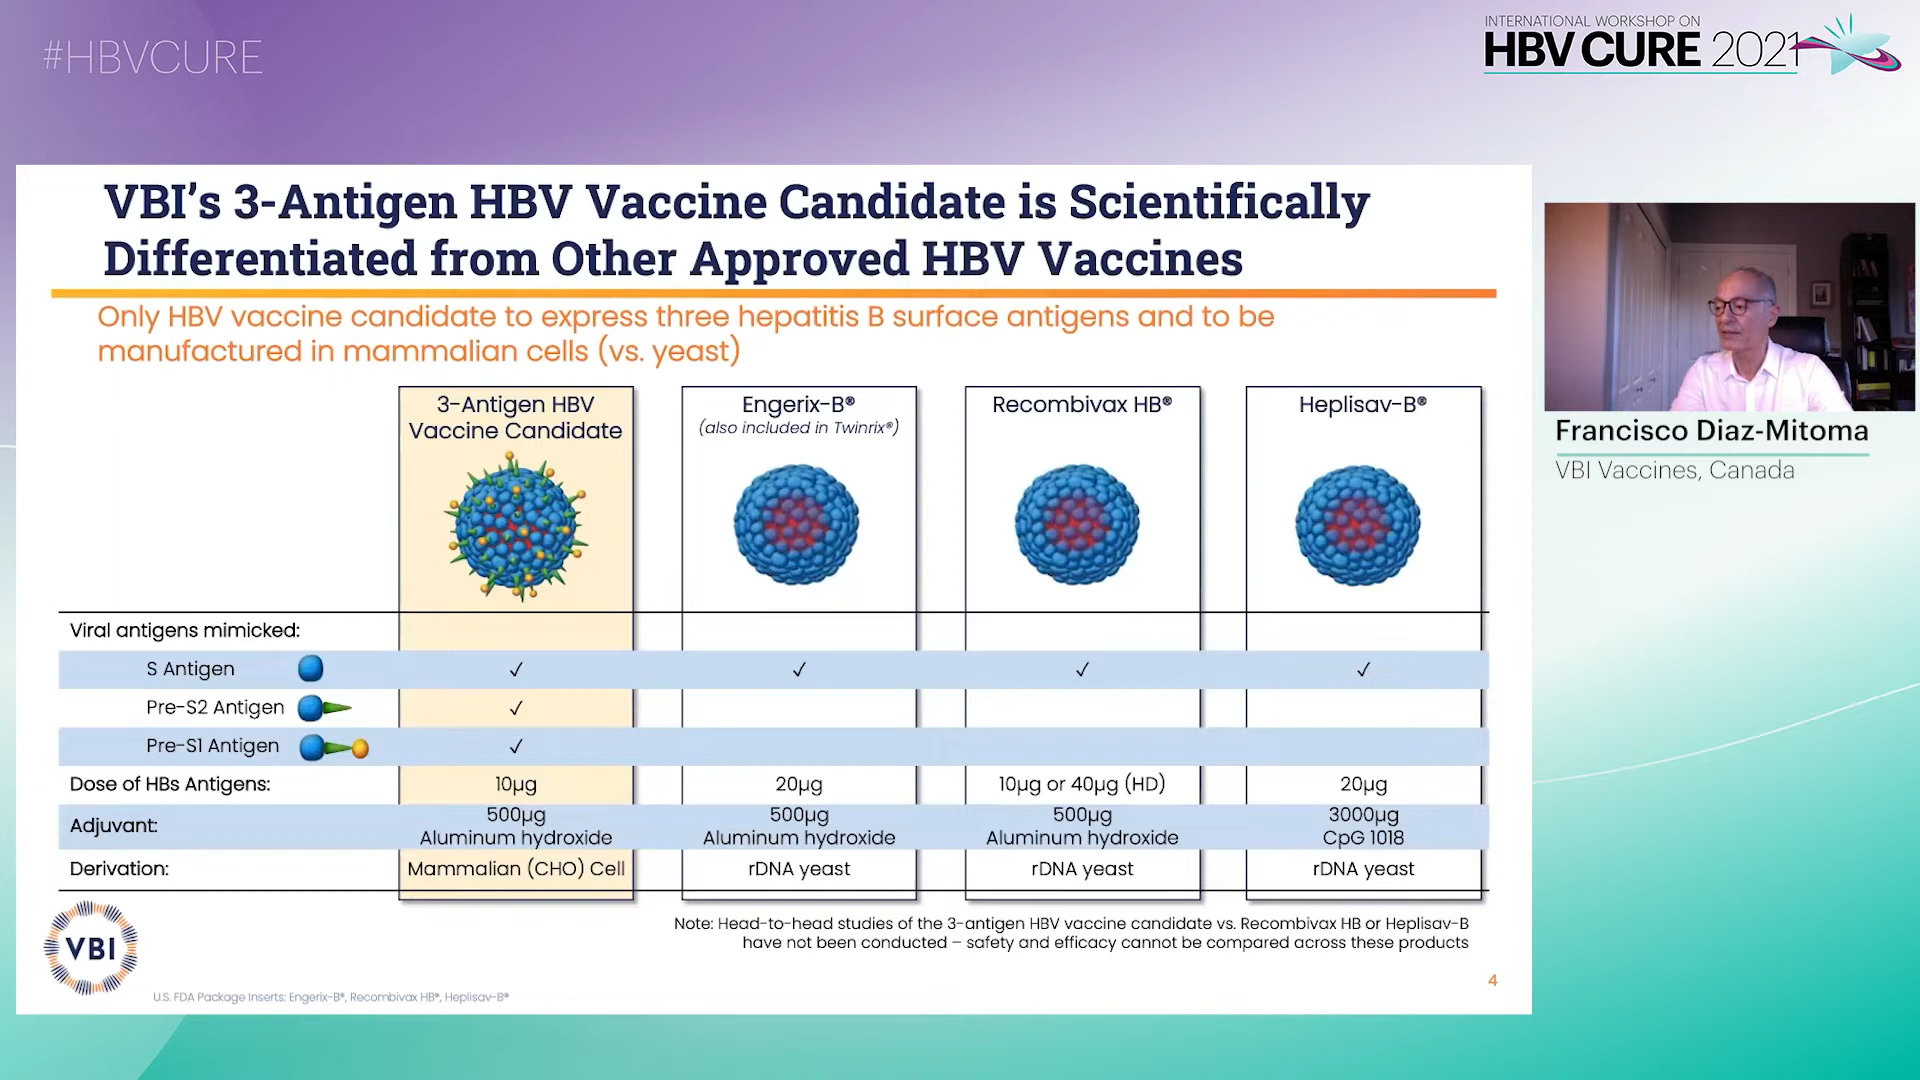 #HBVCURE
INTERNATIONAL WORKSHOP ON
HBV CURE 2021
VBI’s 3-Antigen HBV Vaccine Candidate is Scientifically
Differentiated from Other Approved HBV Vaccines
Only HBV vaccine candidate to express three hepatitis B surface antigens and to be
manufactured in mammalian cells (vs. yeast)
3-Antigen HBV
Vaccine Candidate
Engerix-B®
(also included in Twinrix®)
Recombivax HB®
Heplisav-B®
Viral antigens mimicked:
S Antigen ✓ ✓ ✓ ✓
Pre-S2 Antigen ✓
Pre-S1 Antigen ✓
Dose of HBs Antigens: 10µg 20µg 10µg or 40µg (HD) 20µg
Adjuvant:
500µg
Aluminum hydroxide
500µg
Aluminum hydroxide
500µg
Aluminum hydroxide
3000µg
CpG 1018
Derivation: Mammalian (CHO) Cell rDNA yeast rDNA yeast rDNA yeast
Note: Head-to-head studies of the 3-antigen HBV vaccine candidate vs. Recombivax HB or Heplisav-B
have not been conducted – safety and efficacy cannot be compared across these products
VBI
4
U.S. FDA Package Inserts: Engerix-B®, Recombivax HB®, Heplisav-B®
Francisco Diaz-Mitoma
VBI Vaccines, Canada